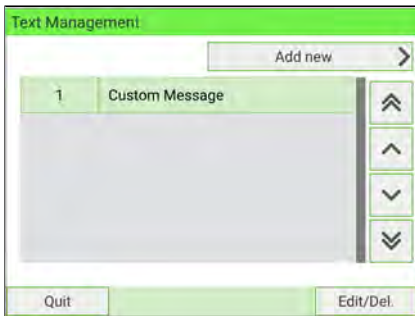 Text Management
Add new
1 Custom Message
Quit Edit/Del.